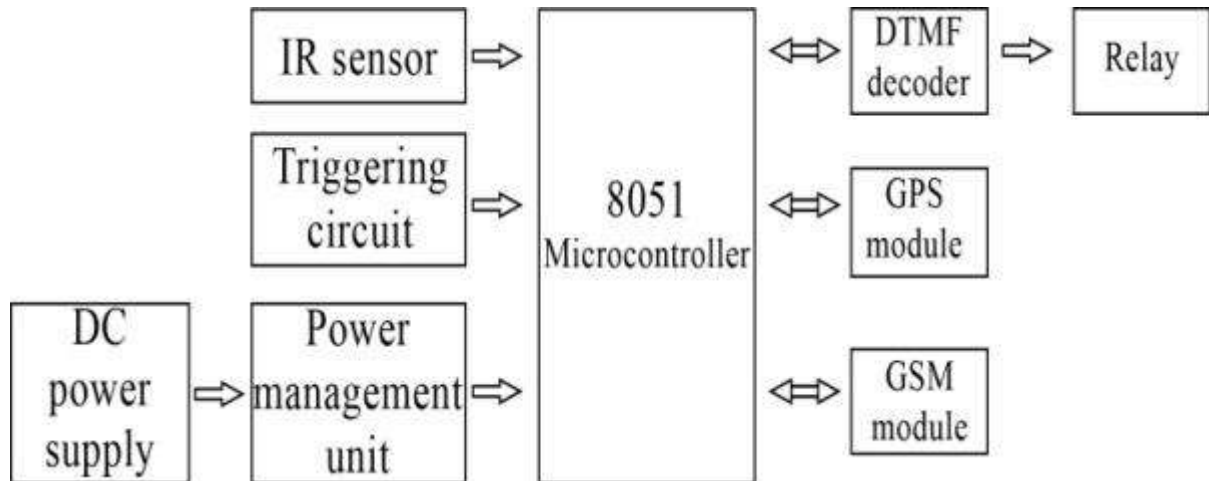 IR sensor
Triggering
circuit
DC
power
supply
Power
management
unit
8051
Microcontroller
DTMF
decoder
Relay
GPS
module
GSM
module